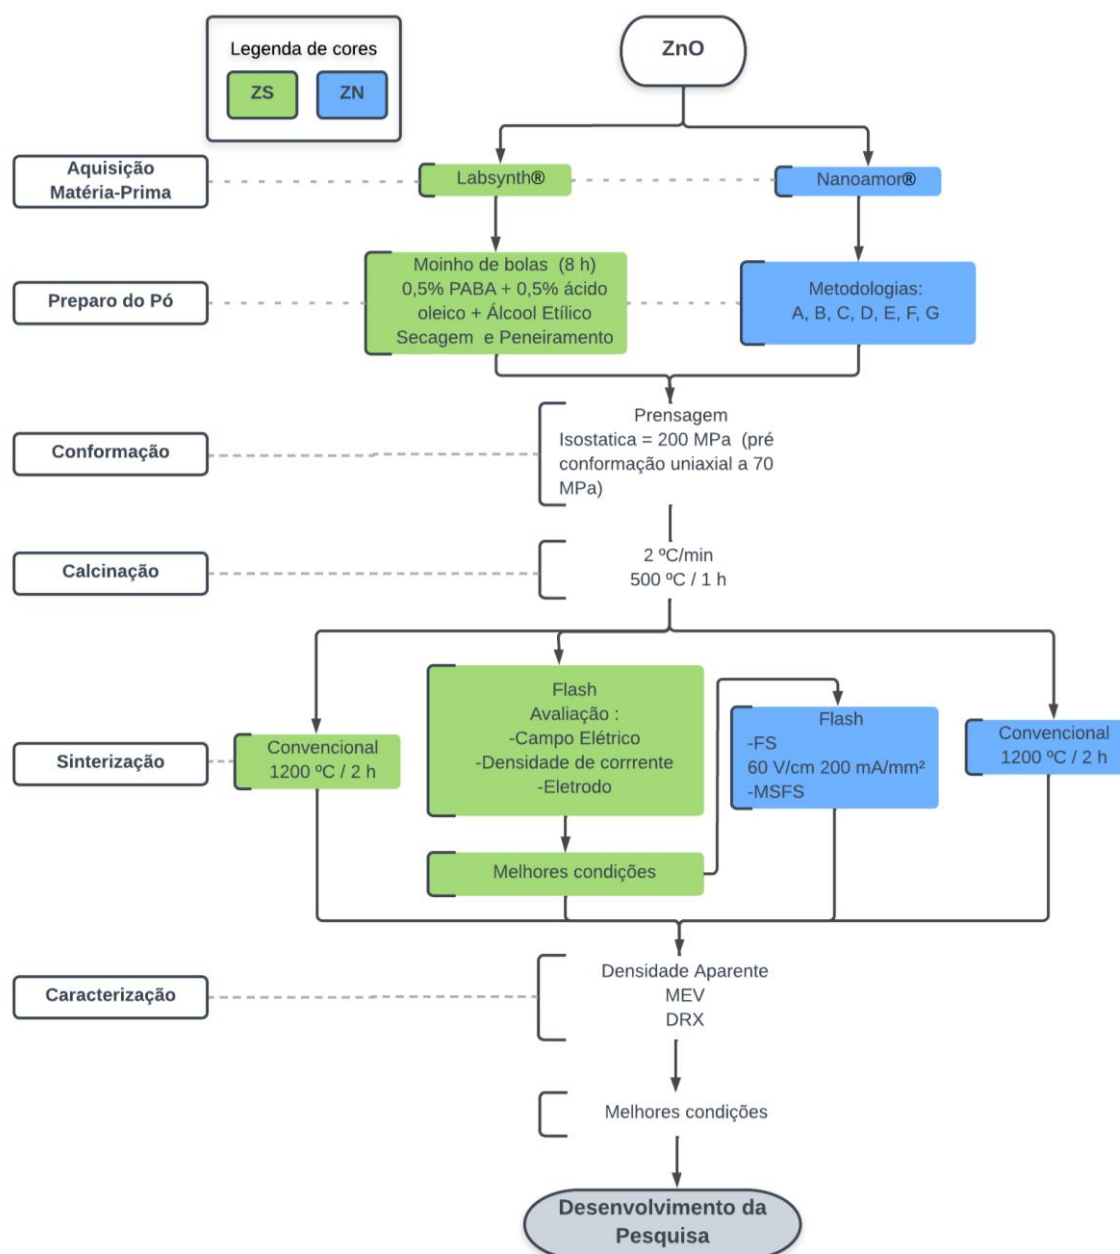 Legenda de cores
ZS
ZN
ZnO
Aquisição
Matéria-Prima
Labsynth®
Nanoamor®
Preparo do Pó
Moinho de bolas (8 h)
0,5% PABA + 0,5% ácido
oleico + Álcool Etílico
Secagem e Peneiramento
Metodologias:
A, B, C, D, E, F, G
Conformação
Prensagem
Isostatica = 200 MPa (pré
conformação uniaxial a 70
MPa)
Calcinação
2 ºC/min
500 ºC / 1 h
Sinterização
Convencional
1200 ºC / 2 h
Flash
Avaliação :
-Campo Elétrico
-Densidade de corrrente
-Eletrodo
Melhores condições
Flash
-FS
60 V/cm 200 mA/mm²
-MSFS
Convencional
1200 ºC / 2 h
Caracterização
Densidade Aparente
MEV
DRX
Melhores condições
Desenvolvimento da
Pesquisa